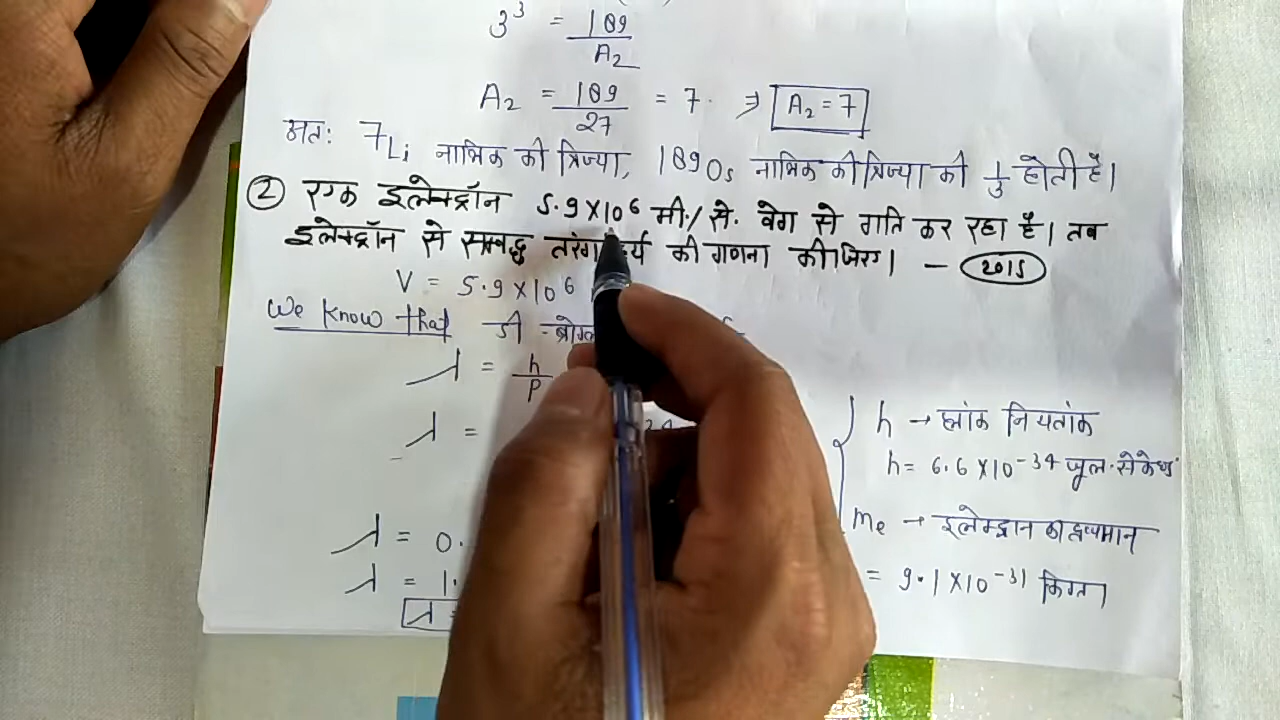 3³ = 189/A₂
A₂ = 189/27 = 7. ⇒ A₂ = 7
अतः 7Li नाभिक की त्रिज्या, 189Os नाभिक की त्रिज्या की 1/3 होती है।
② एक इलेक्ट्रॉन 5.9×10⁶ मी./से. वेग से गति कर रहा है। तब
इलेक्ट्रॉन से सम्बद्ध की गणना कीजिए। - 2015
V = 5.9×10⁶
We know that डी
λ = h/p
λ =
h → प्लांक नियतांक
h = 6.6×10⁻³⁴ जूल.सेकेण्ड
me → इलेक्ट्रान का द्रव्यमान
= 9.1×10⁻³¹ किग्रा
λ = 0.
λ = 1.
λ